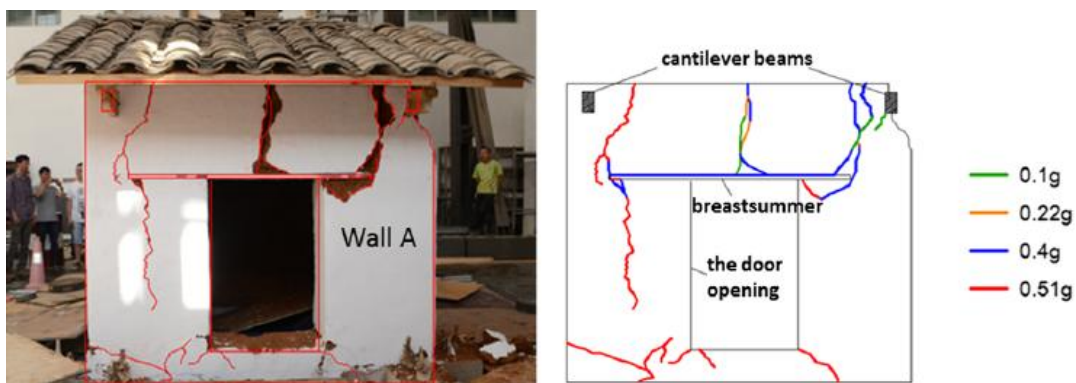 Wall A
cantilever beams
breastsummer
the door
opening
0.1g
0.22g
0.4g
0.51g